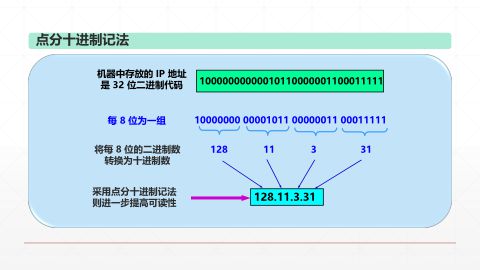 点分十进制记法
机器中存放的 IP 地址
是 32 位二进制代码
10000000000010110000001100011111
每 8 位为一组
10000000 00001011 00000011 00011111
将每 8 位的二进制数
转换为十进制数
128 11 3 31
采用点分十进制记法
则进一步提高可读性
128.11.3.31